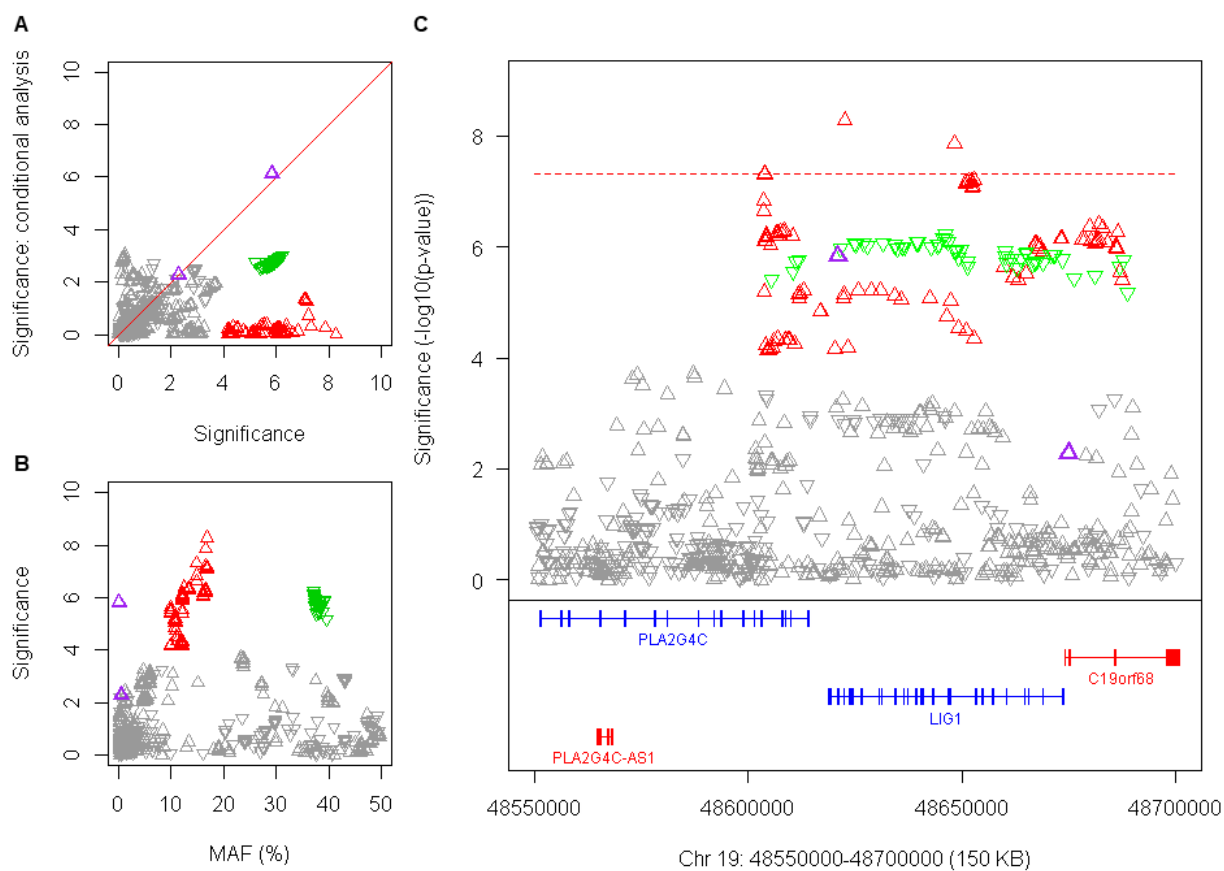 A
Significance: conditional analysis
10
8
6
4
2
0
0 2 4 6 8 10
Significance
B
Significance
10
8
6
4
2
0
0 10 20 30 40 50
MAF (%)
C
Significance (-log10(p-value))
8
6
4
2
0
PLA2G4C
C19orf68
LIG1
PLA2G4C-AS1
48550000 48600000 48650000 48700000
Chr 19: 48550000-48700000 (150 KB)